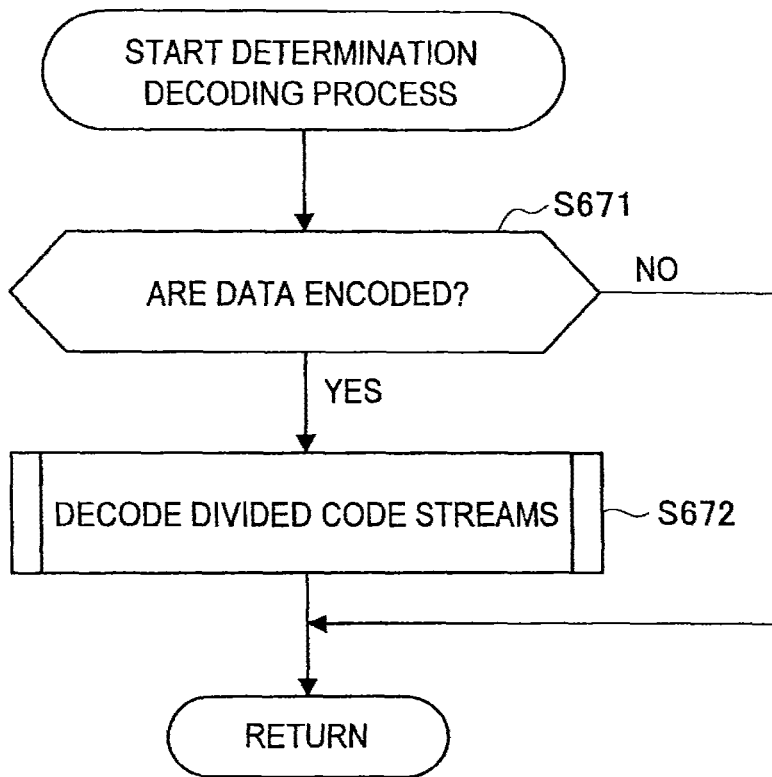 START DETERMINATION
DECODING PROCESS
S671
ARE DATA ENCODED?
NO
YES
DECODE DIVIDED CODE STREAMS
S672
RETURN